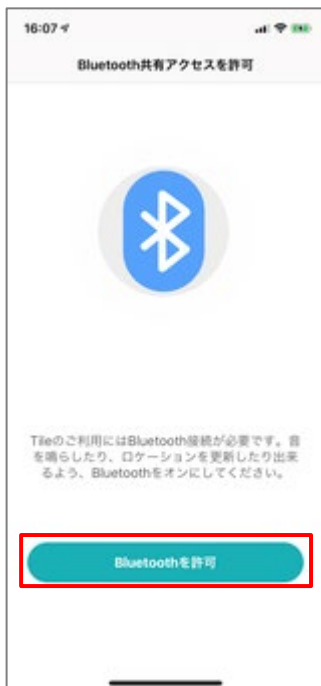 16:07
Bluetooth共有アクセスを許可
Tileのご利用にはBluetooth接続が必要です。音
を鳴らしたり、ロケーションを更新したり出来
るよう、Bluetoothをオンにしてください。
Bluetoothを許可